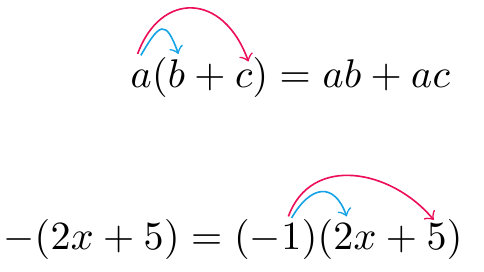 a(b + c) = ab + ac
−(2x + 5) = (−1)(2x + 5)